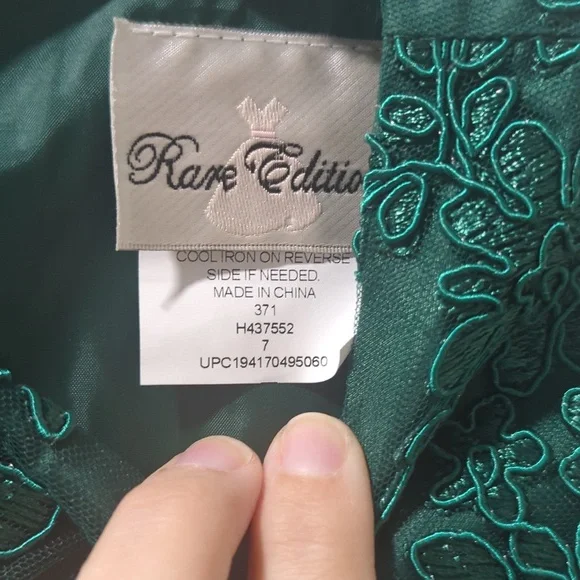 Rare Editio
COOL IRON ON REVERSE
SIDE IF NEEDED.
MADE IN CHINA
371
H437552
7
UPC194170495060